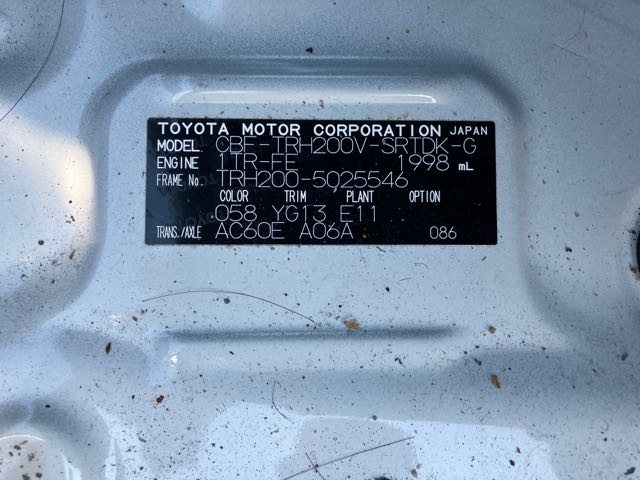 TOYOTA MOTOR CORPORATION JAPAN
MODEL CBF-TRH200V-SRTDK-G
ENGINE 1TR-FE 1998 mL
FRAME No. TRH200-5025546
COLOR TRIM PLANT OPTION
058 YG13 E11
TRANS./AXLE AC60E A06A 086